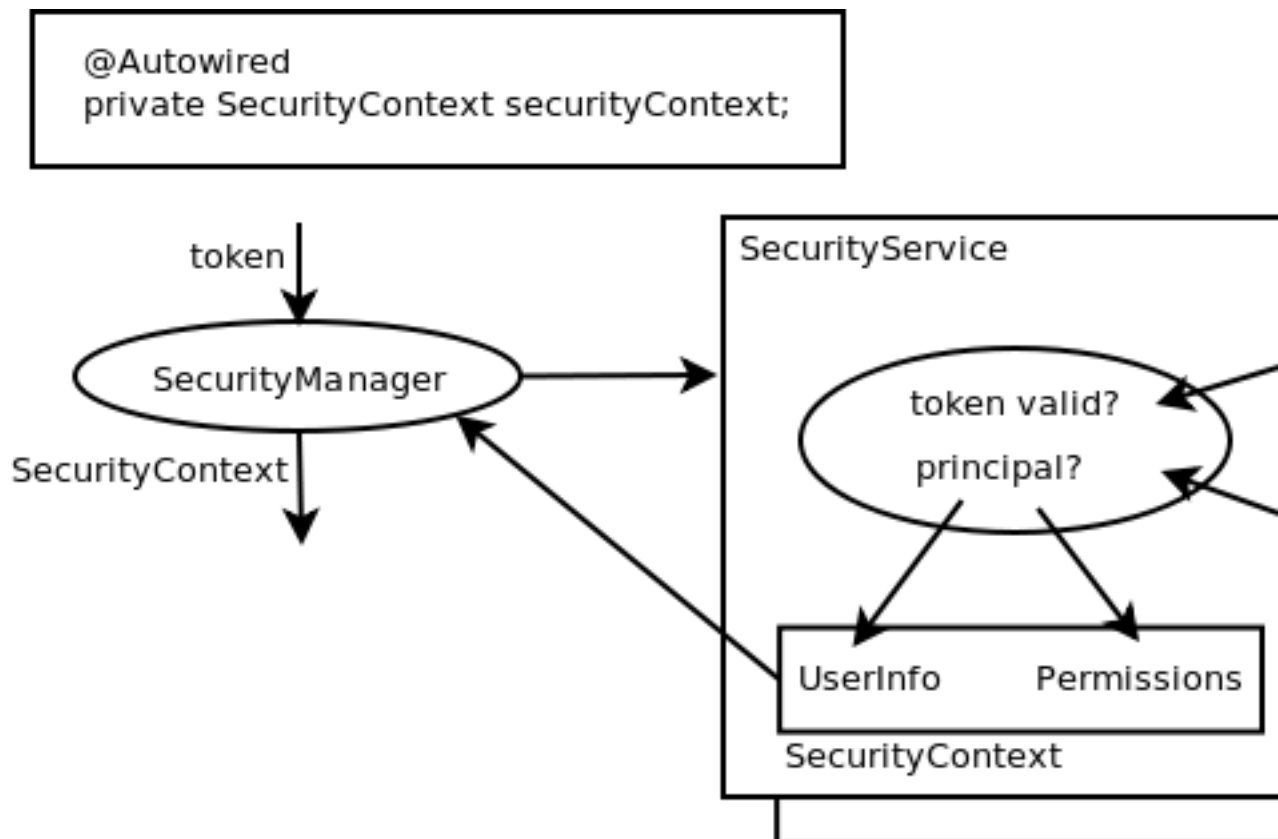 @Autowired
private SecurityContext securityContext;
token
SecurityService
SecurityManager
token valid?
principal?
SecurityContext
UserInfo
Permissions
SecurityContext